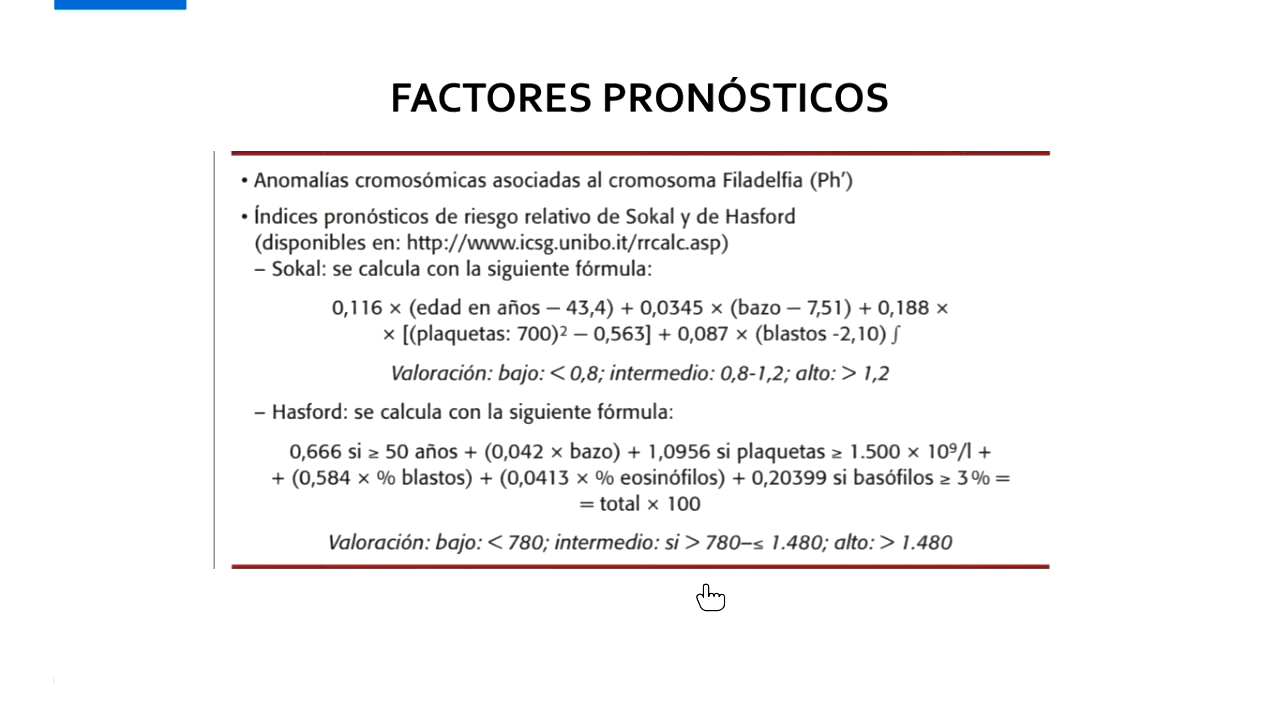 FACTORES PRONÓSTICOS
• Anomalías cromosómicas asociadas al cromosoma Filadelfia (Ph’)
• Índices pronósticos de riesgo relativo de Sokal y de Hasford
(disponibles en: http://www.icsg.unibo.it/rrcalc.asp)
– Sokal: se calcula con la siguiente fórmula:
0,116 × (edad en años – 43,4) + 0,0345 × (bazo – 7,51) + 0,188 ×
× [(plaquetas: 700)² – 0,563] + 0,087 × (blastos -2,10) ∫
Valoración: bajo: < 0,8; intermedio: 0,8-1,2; alto: > 1,2
– Hasford: se calcula con la siguiente fórmula:
0,666 si ≥ 50 años + (0,042 × bazo) + 1,0956 si plaquetas ≥ 1.500 × 10⁹/l +
+ (0,584 × % blastos) + (0,0413 × % eosinófilos) + 0,20399 si basófilos ≥ 3% =
= total × 100
Valoración: bajo: < 780; intermedio: si > 780–≤ 1.480; alto: > 1.480